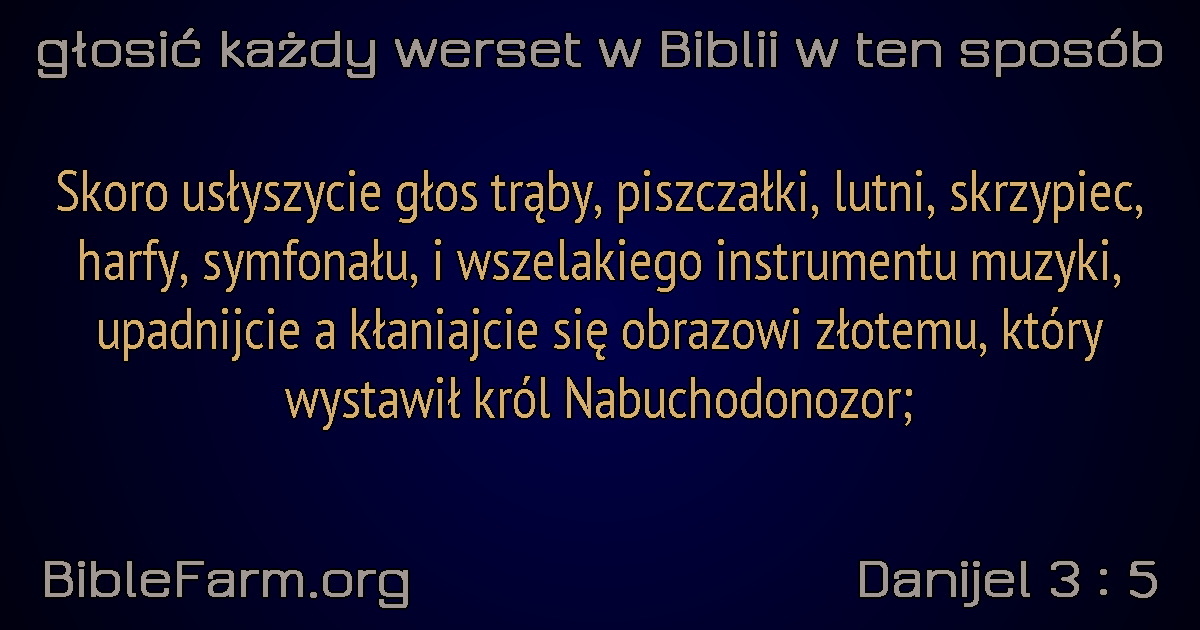 głosić każdy werset w Biblii w ten sposób
Skoro usłyszycie głos trąby, piszczałki, lutni, skrzypiec,
harfy, symfonału, i wszelakiego instrumentu muzyki,
upadnijcie a kłaniajcie się obrazowi złotemu, który
wystawił król Nabuchodonozor;
BibleFarm.org
Danijel 3 : 5